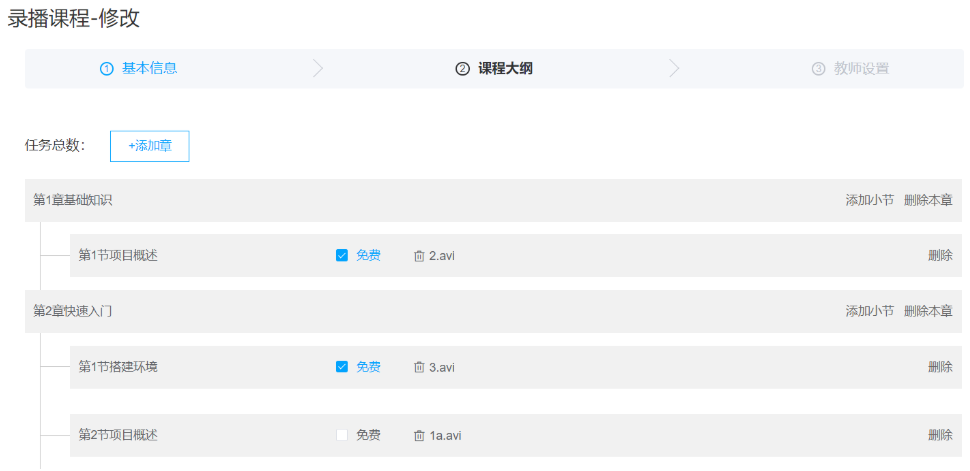 录播课程-修改
① 基本信息 ② 课程大纲 ③ 教师设置
任务总数： +添加章
第1章基础知识 添加小节 删除本章
第1节项目概述 免费 2.avi 删除
第2章快速入门 添加小节 删除本章
第1节搭建环境 免费 3.avi 删除
第2节项目概述 免费 1a.avi 删除